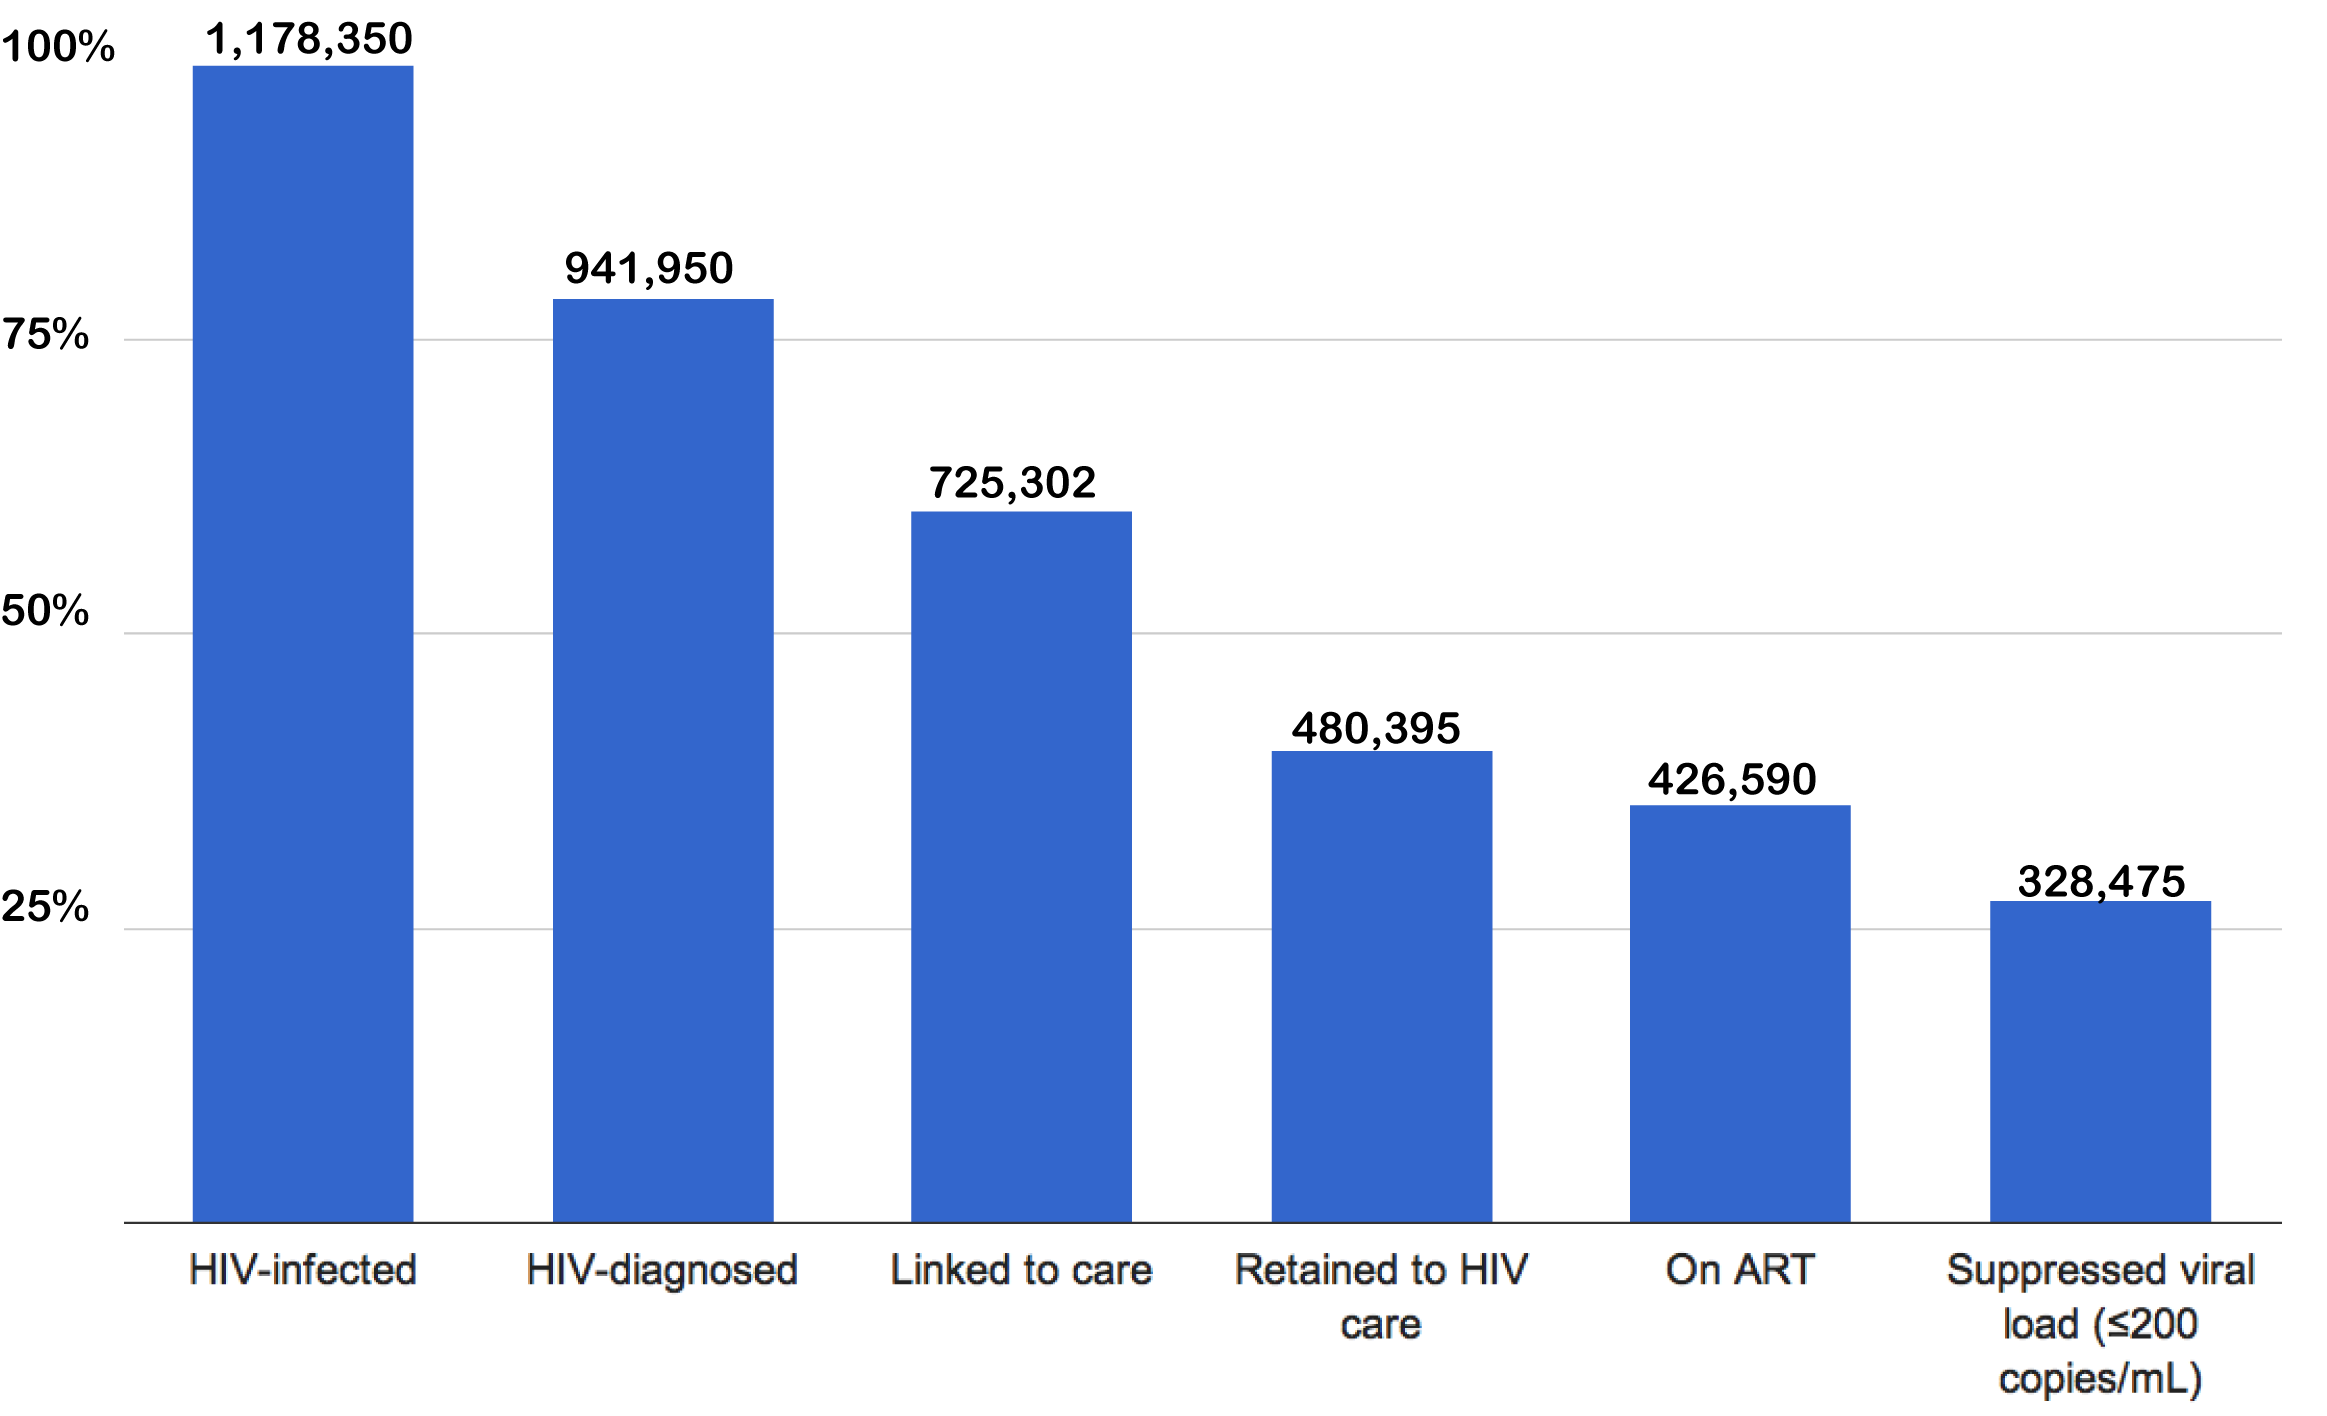 100%
1,178,350
941,950
75%
725,302
50%
480,395
426,590
328,475
25%
HIV-infected
HIV-diagnosed
Linked to care
Retained to HIV
care
On ART
Suppressed viral
load (≤200
copies/mL)